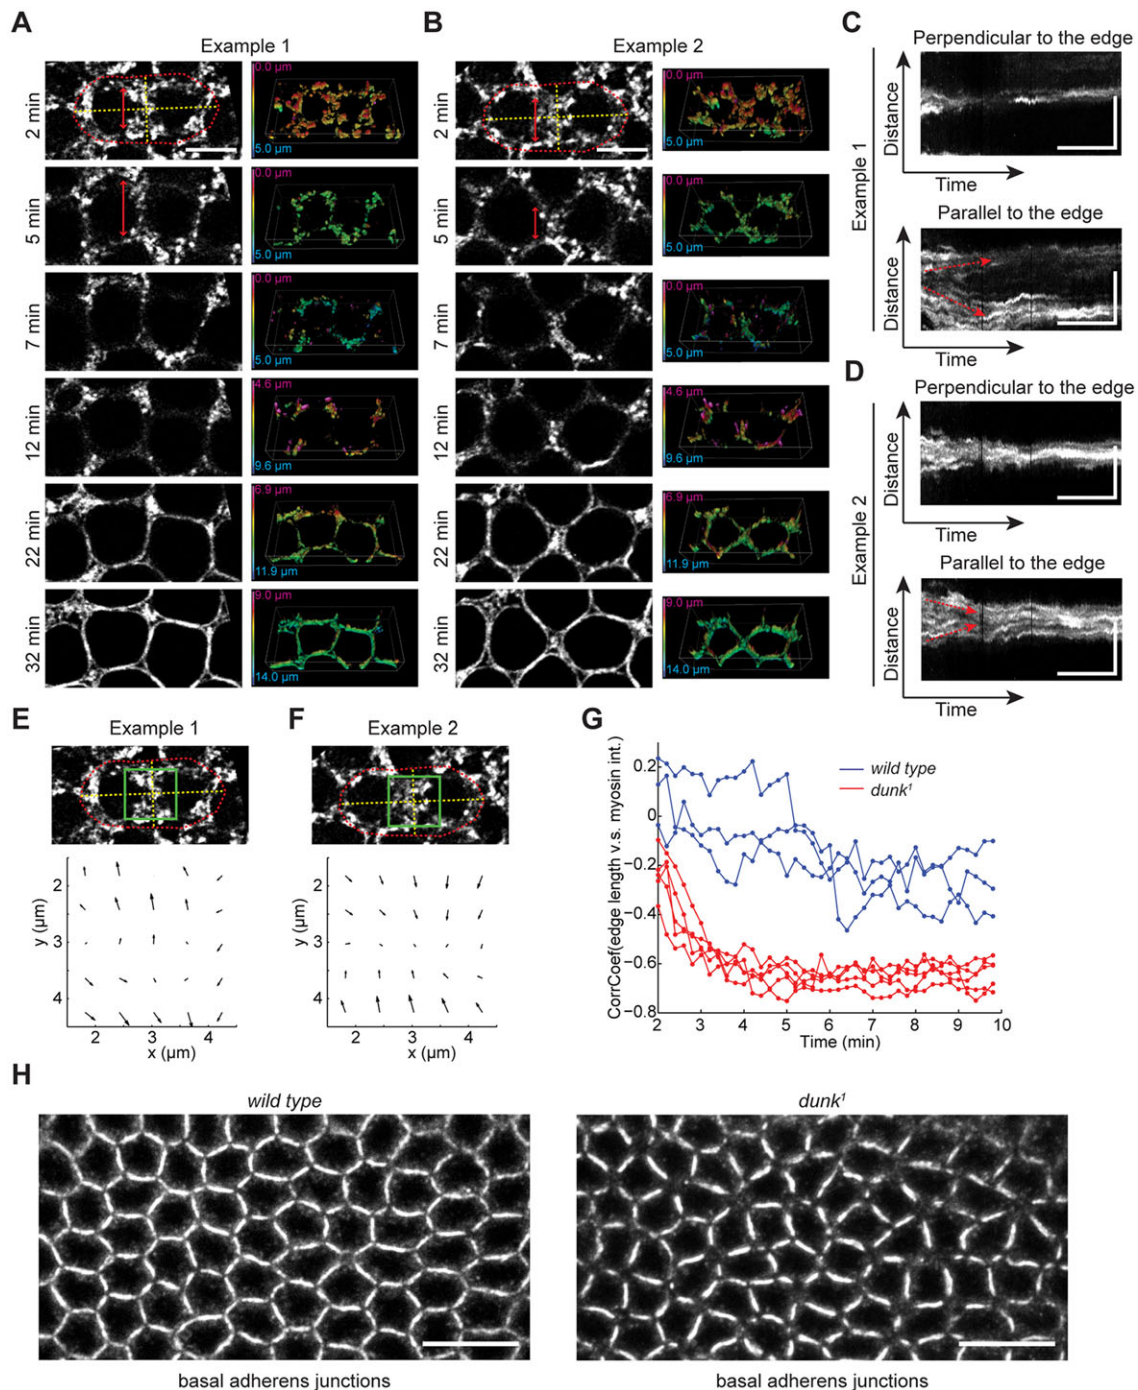 A
Example 1
2 min
0.0 µm
5.0 µm
5 min
0.0 µm
5.0 µm
7 min
0.0 µm
5.0 µm
12 min
4.6 µm
9.6 µm
22 min
6.9 µm
11.9 µm
32 min
9.0 µm
14.0 µm
B
Example 2
2 min
0.0 µm
5.0 µm
5 min
0.0 µm
5.0 µm
7 min
0.0 µm
5.0 µm
12 min
4.6 µm
9.6 µm
22 min
6.9 µm
11.9 µm
32 min
9.0 µm
14.0 µm
C
Example 1
Perpendicular to the edge
Distance
Time
Parallel to the edge
Distance
Time
D
Example 2
Perpendicular to the edge
Distance
Time
Parallel to the edge
Distance
Time
E
Example 1
y (µm)
2
3
4
2 3 4
x (µm)
F
Example 2
y (µm)
2
3
4
2 3 4
x (µm)
G
CorrCoef(edge length v.s. myosin int.)
0.2
0
−0.2
−0.4
−0.6
−0.8
wild type
dunk¹
2 3 4 5 6 7 8 9 10
Time (min)
H
wild type
basal adherens junctions
dunk¹
basal adherens junctions